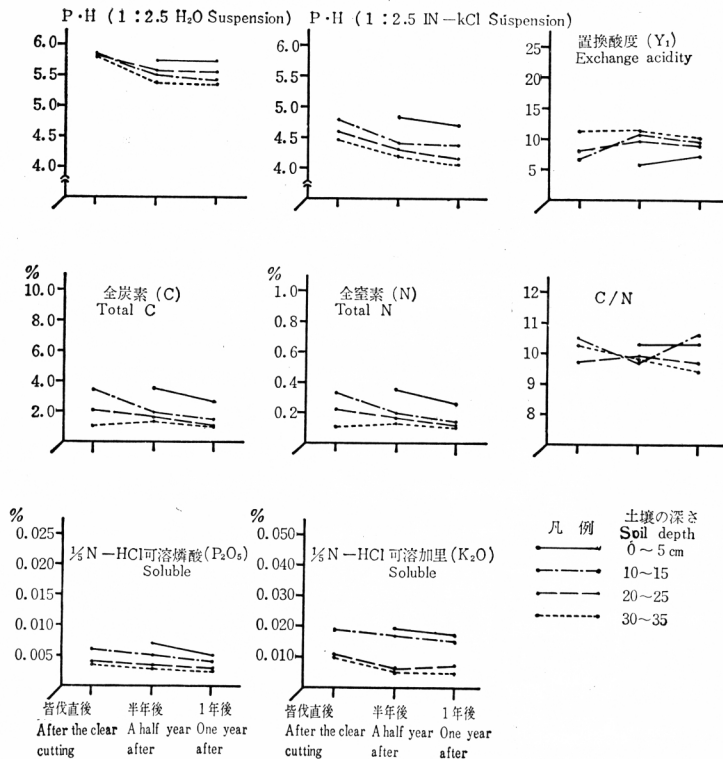 P·H (1:2.5 H₂O Suspension)
6.0
5.5
5.0
4.5
4.0
P·H (1:2.5 IN-kCl Suspension)
6.0
5.5
5.0
4.5
4.0
置換酸度 (Y₁)
Exchange acidity
25
20
15
10
5
%
10.0
8.0
6.0
4.0
2.0
全炭素 (C)
Total C
%
1.0
0.8
0.6
0.4
0.2
全窒素 (N)
Total N
12
11
10
9
8
C/N
%
0.025
0.020
0.015
0.010
0.005
⅕N-HCl可溶燐酸(P₂O₅)
Soluble
皆伐直後
After the clear
cutting
半年後
A half year
after
1年後
One year
after
%
0.050
0.040
0.030
0.020
0.010
⅕N-HCl可溶加里(K₂O)
Soluble
皆伐直後
After the clear
cutting
半年後
A half year
after
1年後
One year
after
凡例
土壌の深さ
Soil depth
0~5cm
10~15
20~25
30~35